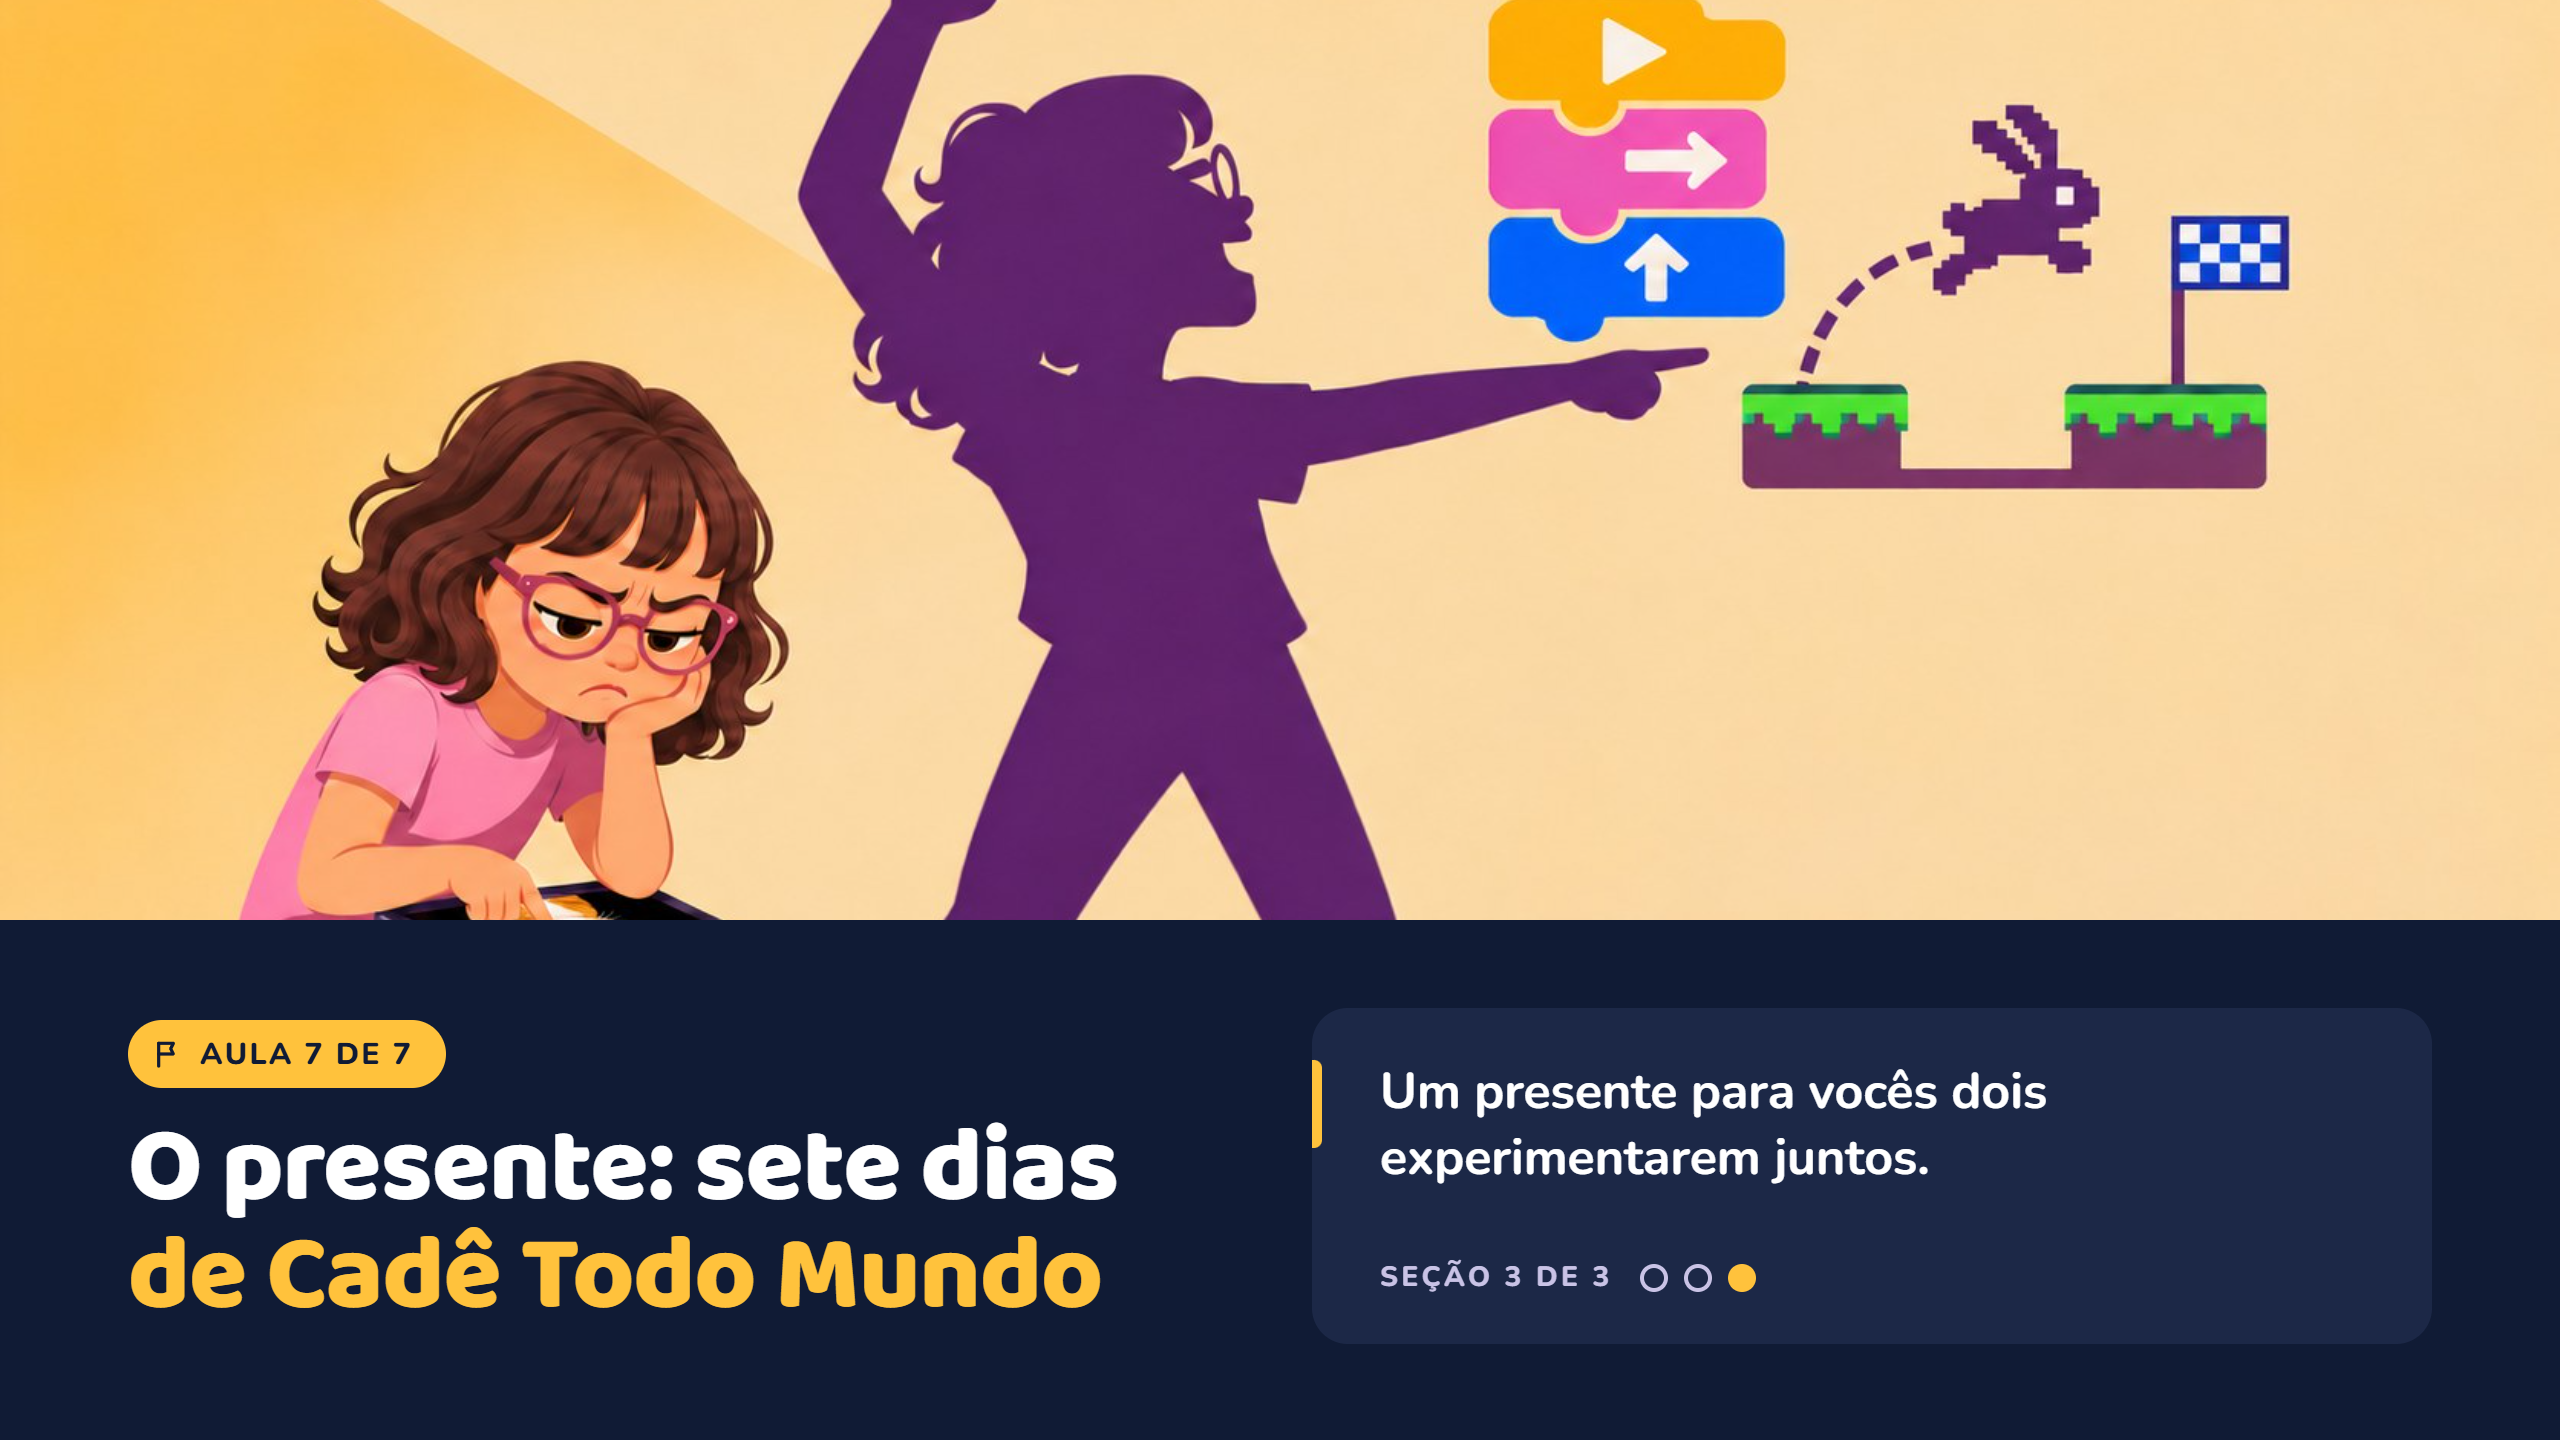 AULA 7 DE 7
O presente: sete dias
de Cadê Todo Mundo
Um presente para vocês dois
experimentarem juntos.
SEÇÃO 3 DE 3